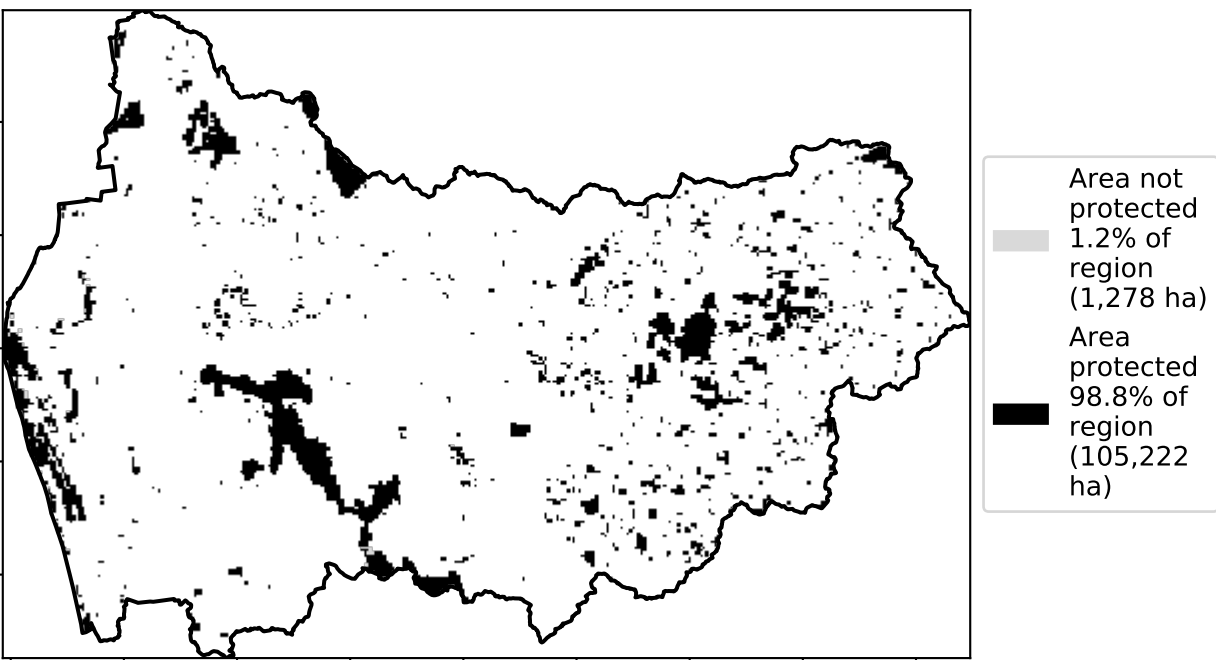 Area not
protected
1.2% of
region
(1,278 ha)
Area
protected
98.8% of
region
(105,222
ha)